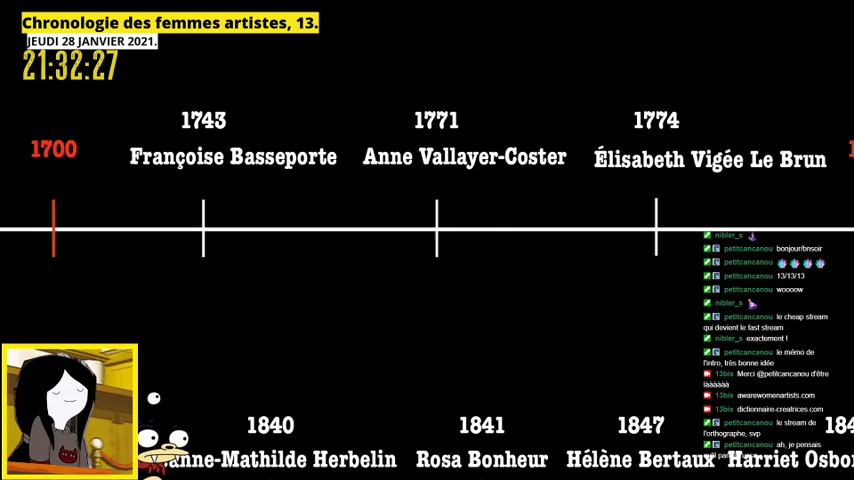 Chronologie des femmes artistes, 13.
JEUDI 28 JANVIER 2021.
21:32:27
1743
1771
1774
1700
Françoise Basseporte
Anne Vallayer-Coster
Élisabeth Vigée Le Brun
nibler_s
petitcancanou bonjour/bnsoir
petitcancanou
petitcancanou 13/13/13
petitcancanou woooow
nibler_s
petitcancanou le cheap stream
qui devient le fast stream
nibler_s exactement !
petitcancanou le mémo de
l'intro, très bonne idée
13bis Merci @petitcancanou d'être
làààààà
13bis awarewomenartists.com
13bis dictionnaire-creatrices.com
petitcancanou le stream de
l'orthographe, svp
petitcancanou ah, je pensais
1840
1841
1847
anne-Mathilde Herbelin
Rosa Bonheur
Hélène Bertaux
Harriet Osbor